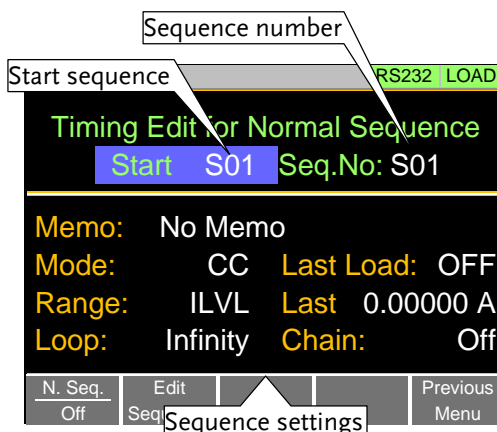 Sequence number
Start sequence
RS232 LOAD
Timing Edit for Normal Sequence
Start S01 Seq.No: S01
Memo: No Memo
Mode: CC Last Load: OFF
Range: ILVL Last 0.00000 A
Loop: Infinity Chain: Off
N. Seq. Edit Previous
Off Menu
Sequence settings